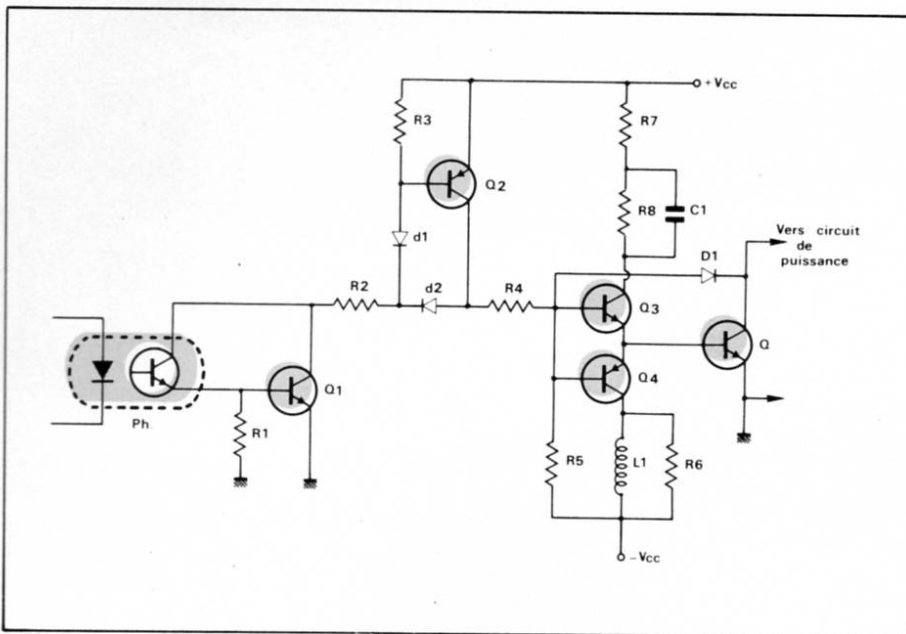 +Vcc
R3
R7
Q2
R8
C1
Vers circuit
de
puissance
d1
D1
R2
d2
R4
Q3
Q
Q4
Q1
Ph.
R1
R5
L1
R6
-Vcc